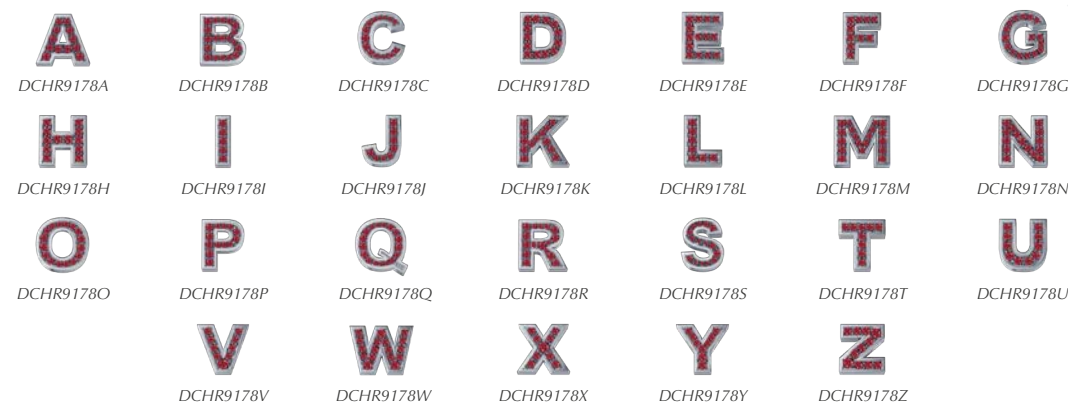 A B C D E F G
DCHR9178A DCHR9178B DCHR9178C DCHR9178D DCHR9178E DCHR9178F DCHR9178G
H I J K L M N
DCHR9178H DCHR9178I DCHR9178J DCHR9178K DCHR9178L DCHR9178M DCHR9178N
O P Q R S T U
DCHR9178O DCHR9178P DCHR9178Q DCHR9178R DCHR9178S DCHR9178T DCHR9178U
V W X Y Z
DCHR9178V DCHR9178W DCHR9178X DCHR9178Y DCHR9178Z